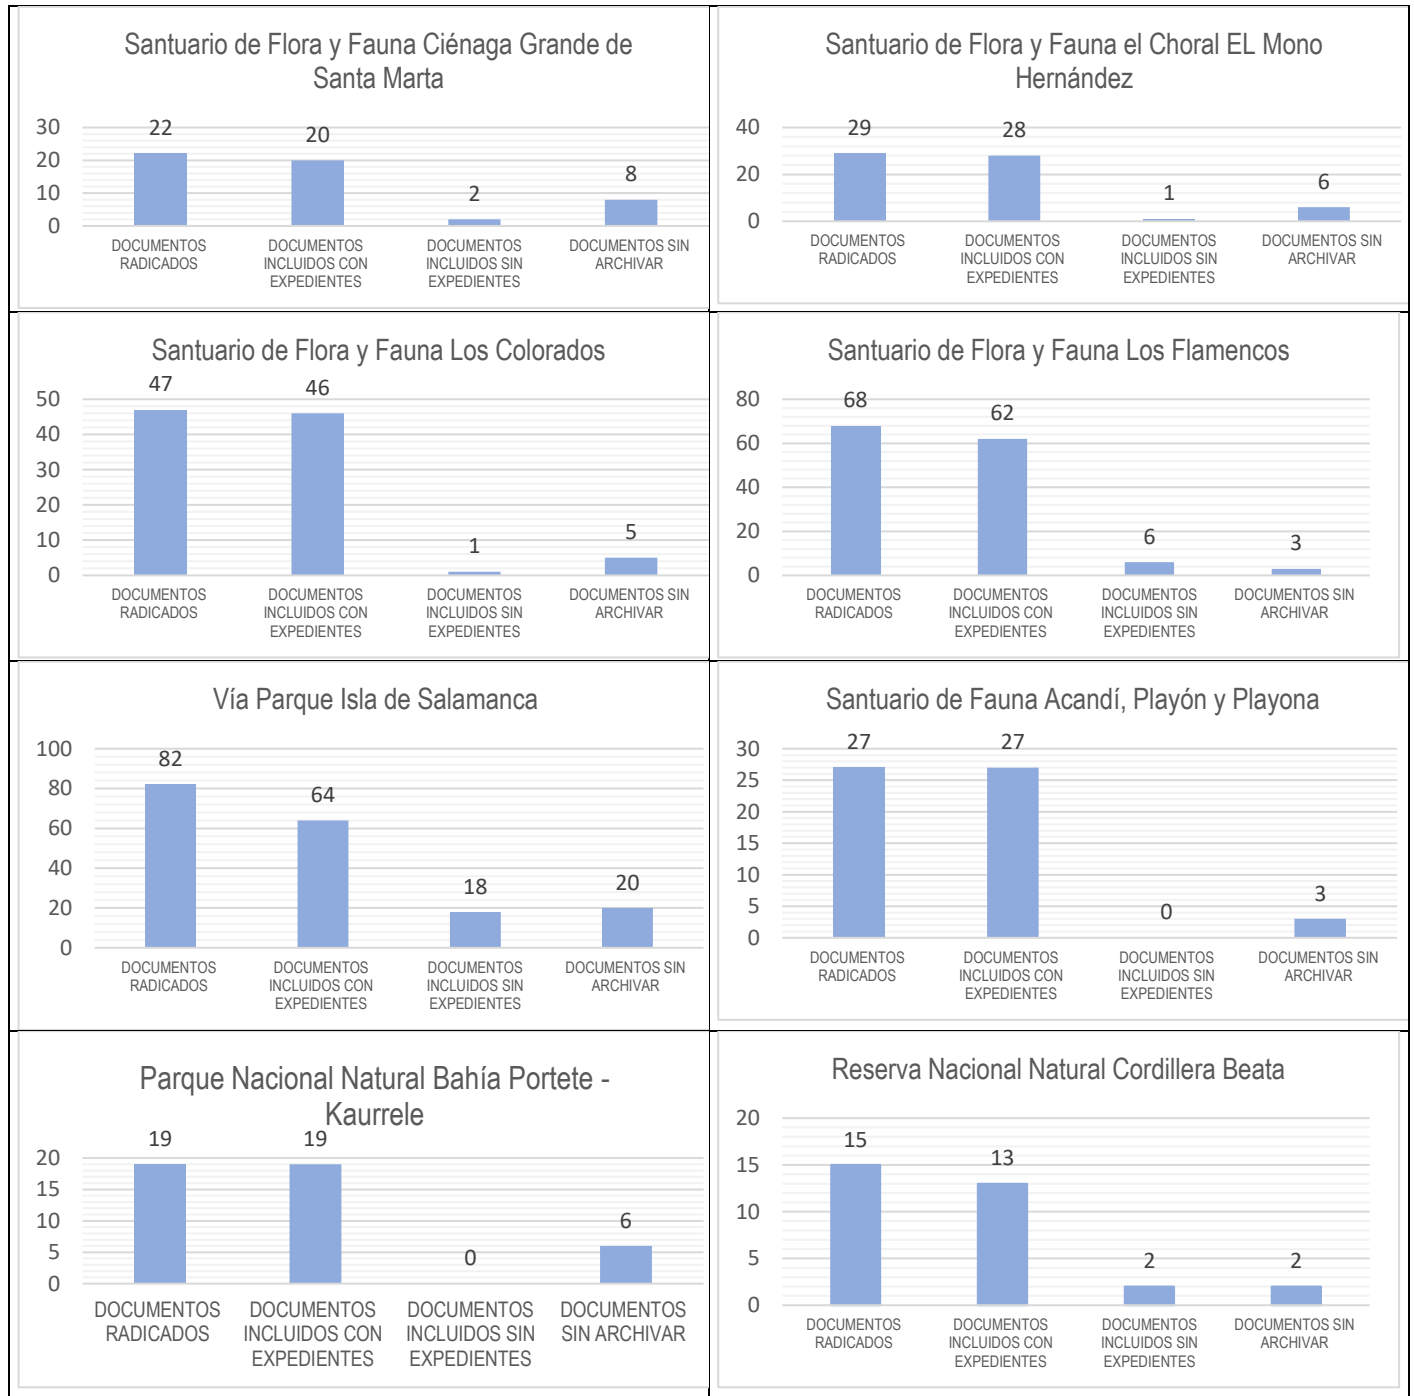 Santuario de Flora y Fauna Ciénaga Grande de
Santa Marta
30
20
10
0
22
20
2
8
DOCUMENTOS
RADICADOS
DOCUMENTOS
INCLUIDOS CON
EXPEDIENTES
DOCUMENTOS
INCLUIDOS SIN
EXPEDIENTES
DOCUMENTOS SIN
ARCHIVAR
Santuario de Flora y Fauna el Choral EL Mono
Hernández
40
20
0
29
28
1
6
DOCUMENTOS
RADICADOS
DOCUMENTOS
INCLUIDOS CON
EXPEDIENTES
DOCUMENTOS
INCLUIDOS SIN
EXPEDIENTES
DOCUMENTOS SIN
ARCHIVAR
Santuario de Flora y Fauna Los Colorados
50
40
30
20
10
0
47
46
1
5
DOCUMENTOS
RADICADOS
DOCUMENTOS
INCLUIDOS CON
EXPEDIENTES
DOCUMENTOS
INCLUIDOS SIN
EXPEDIENTES
DOCUMENTOS SIN
ARCHIVAR
Santuario de Flora y Fauna Los Flamencos
80
60
40
20
0
68
62
6
3
DOCUMENTOS
RADICADOS
DOCUMENTOS
INCLUIDOS CON
EXPEDIENTES
DOCUMENTOS
INCLUIDOS SIN
EXPEDIENTES
DOCUMENTOS SIN
ARCHIVAR
Vía Parque Isla de Salamanca
100
80
60
40
20
0
82
64
18
20
DOCUMENTOS
RADICADOS
DOCUMENTOS
INCLUIDOS CON
EXPEDIENTES
DOCUMENTOS
INCLUIDOS SIN
EXPEDIENTES
DOCUMENTOS SIN
ARCHIVAR
Santuario de Fauna Acandí, Playón y Playona
30
25
20
15
10
5
0
27
27
0
3
DOCUMENTOS
RADICADOS
DOCUMENTOS
INCLUIDOS CON
EXPEDIENTES
DOCUMENTOS
INCLUIDOS SIN
EXPEDIENTES
DOCUMENTOS SIN
ARCHIVAR
Parque Nacional Natural Bahía Portete -
Kaurrele
20
15
10
5
0
19
19
0
6
DOCUMENTOS
RADICADOS
DOCUMENTOS
INCLUIDOS CON
EXPEDIENTES
DOCUMENTOS
INCLUIDOS SIN
EXPEDIENTES
DOCUMENTOS
SIN ARCHIVAR
Reserva Nacional Natural Cordillera Beata
20
15
10
5
0
15
13
2
2
DOCUMENTOS
RADICADOS
DOCUMENTOS
INCLUIDOS CON
EXPEDIENTES
DOCUMENTOS
INCLUIDOS SIN
EXPEDIENTES
DOCUMENTOS SIN
ARCHIVAR